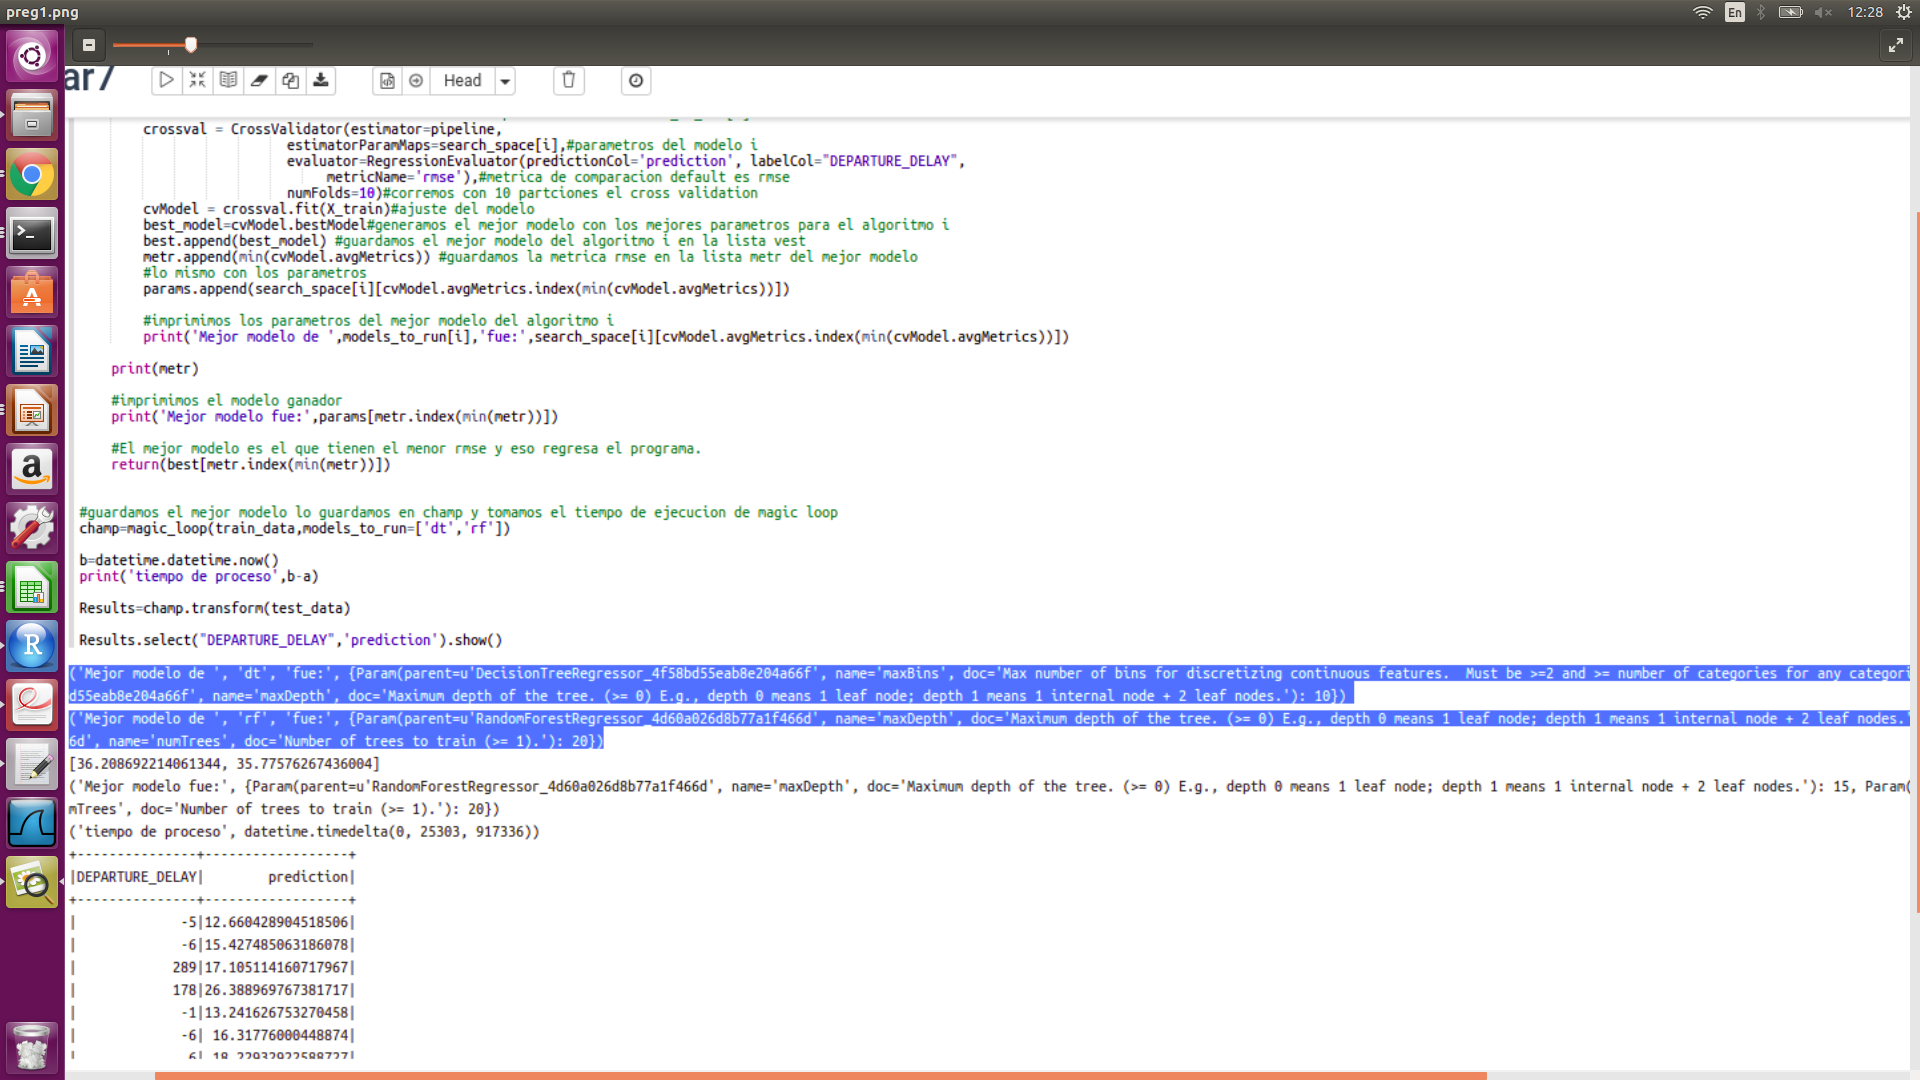 preg1.png
En
12:28
ar7
Head
crossval = CrossValidator(estimator=pipeline,
estimatorParamMaps=search_space[i],#parametros del modelo i
evaluator=RegressionEvaluator(predictionCol='prediction', labelCol="DEPARTURE_DELAY",
metricName='rmse'),#metrica de comparacion default es rmse
numFolds=10)#corremos con 10 partciones el cross validation
cvModel = crossval.fit(X_train)#ajuste del modelo
best_model=cvModel.bestModel#generamos el mejor modelo con los mejores parametros para el algoritmo i
best.append(best_model) #guardamos el mejor modelo del algoritmo i en la lista vest
metr.append(min(cvModel.avgMetrics)) #guardamos la metrica rmse en la lista metr del mejor modelo
#lo mismo con los parametros
params.append(search_space[i][cvModel.avgMetrics.index(min(cvModel.avgMetrics))])
#imprimimos los parametros del mejor modelo del algoritmo i
print('Mejor modelo de ',models_to_run[i],'fue:',search_space[i][cvModel.avgMetrics.index(min(cvModel.avgMetrics))])
print(metr)
#imprimimos el modelo ganador
print('Mejor modelo fue:',params[metr.index(min(metr))])
#El mejor modelo es el que tienen el menor rmse y eso regresa el programa.
return(best[metr.index(min(metr))])
#guardamos el mejor modelo lo guardamos en champ y tomamos el tiempo de ejecucion de magic loop
champ=magic_loop(train_data,models_to_run=['dt','rf'])
b=datetime.datetime.now()
print('tiempo de proceso',b-a)
Results=champ.transform(test_data)
Results.select("DEPARTURE_DELAY",'prediction').show()
('Mejor modelo de ', 'dt', 'fue:', {Param(parent=u'DecisionTreeRegressor_4f58bd55eab8e204a66f', name='maxBins', doc='Max number of bins for discretizing continuous features.  Must be >=2 and >= number of categories for any categori
d55eab8e204a66f', name='maxDepth', doc='Maximum depth of the tree. (>= 0) E.g., depth 0 means 1 leaf node; depth 1 means 1 internal node + 2 leaf nodes.'): 10})
('Mejor modelo de ', 'rf', 'fue:', {Param(parent=u'RandomForestRegressor_4d60a026d8b77a1f466d', name='maxDepth', doc='Maximum depth of the tree. (>= 0) E.g., depth 0 means 1 leaf node; depth 1 means 1 internal node + 2 leaf nodes.'
6d', name='numTrees', doc='Number of trees to train (>= 1).'): 20})
[36.208692214061344, 35.77576267436004]
('Mejor modelo fue:', {Param(parent=u'RandomForestRegressor_4d60a026d8b77a1f466d', name='maxDepth', doc='Maximum depth of the tree. (>= 0) E.g., depth 0 means 1 leaf node; depth 1 means 1 internal node + 2 leaf nodes.'): 15, Param(
mTrees', doc='Number of trees to train (>= 1).'): 20})
('tiempo de proceso', datetime.timedelta(0, 25303, 917336))
+---------------+------------------+
|DEPARTURE_DELAY|        prediction|
+---------------+------------------+
|             -5|12.660428904518506|
|             -6|15.427485063186078|
|            289|17.105114160717967|
|            178|26.388969767381717|
|             -1|13.241626753270458|
|             -6| 16.31776000448874|
|              6| 18.22932922588727|